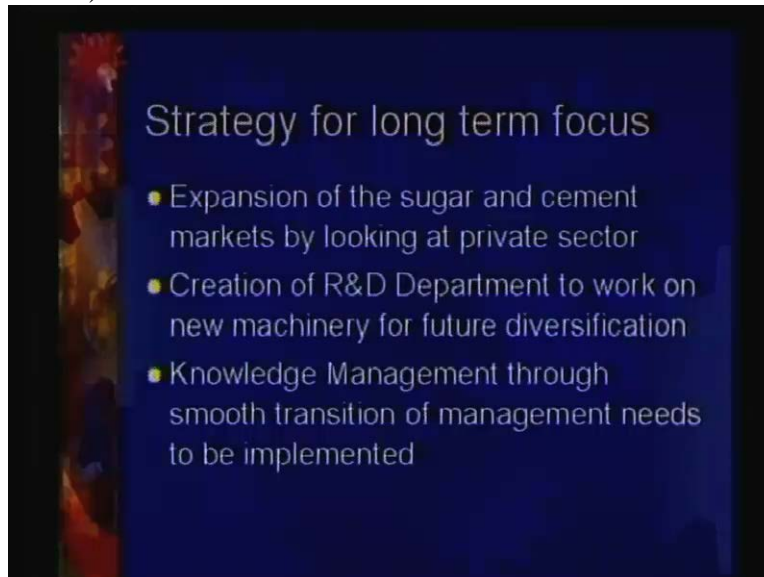 Strategy for long term focus
Expansion of the sugar and cement
markets by looking at private sector
Creation of R&D Department to work on
new machinery for future diversification
Knowledge Management through
smooth transition of management needs
to be implemented